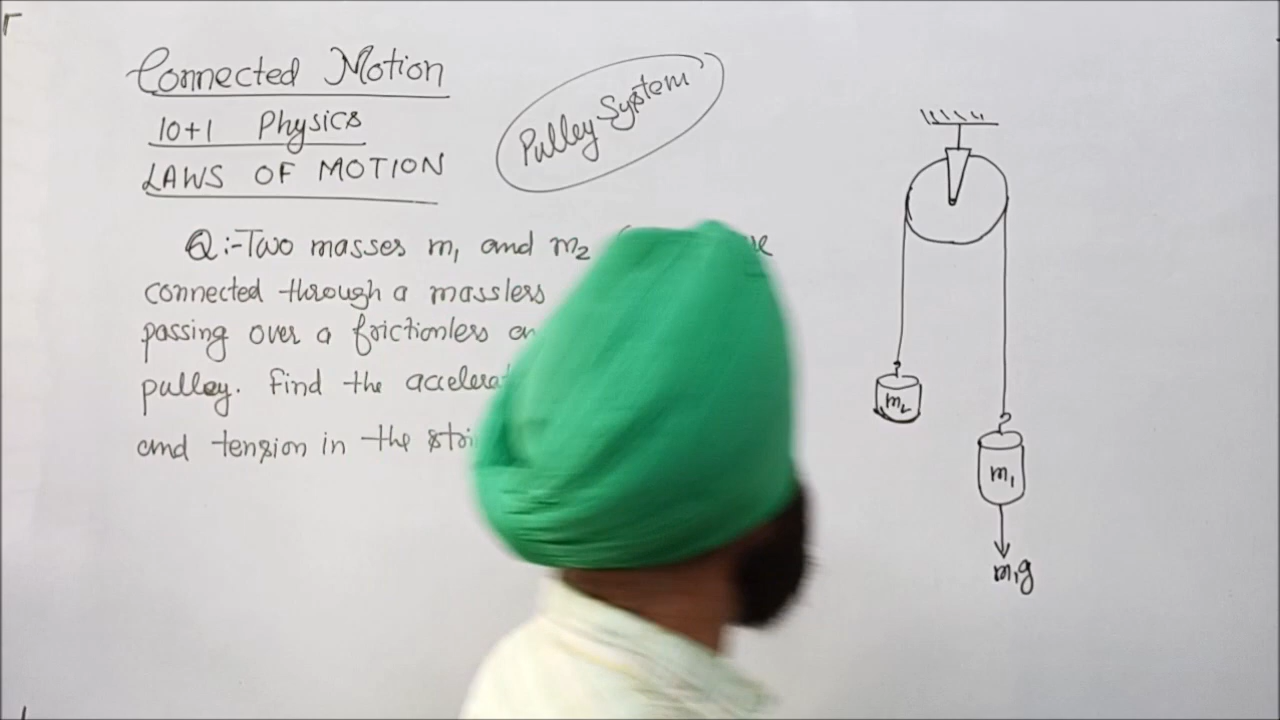 Connected Motion
10+1 Physics
LAWS OF MOTION
Pulley System
Q:- Two masses m₁ and m₂
connected through a massless
passing over a frictionless
pulley. Find the
and tension in the
m₂
m₁
m₁g